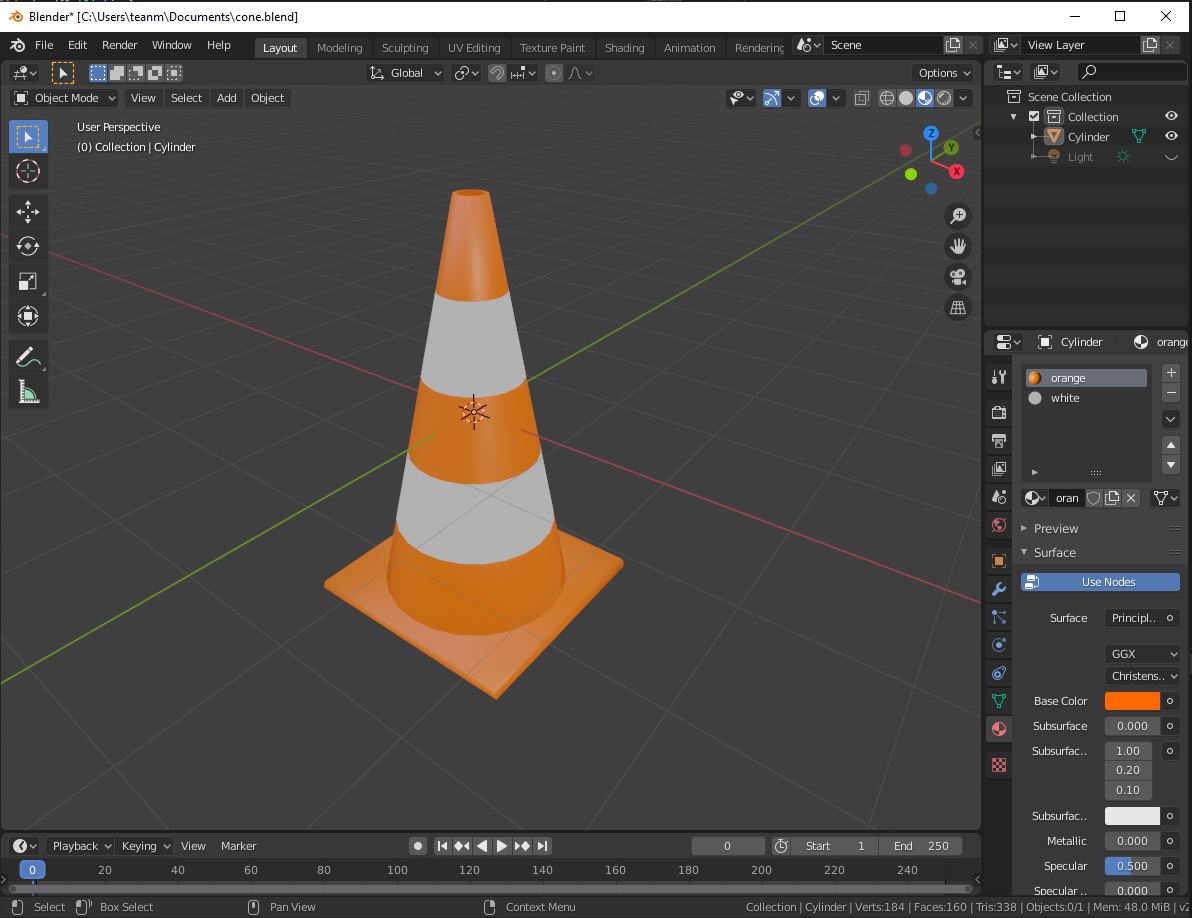 Blender* [C:\Users\teanm\Documents\cone.blend]
File Edit Render Window Help Layout Modeling Sculpting UV Editing Texture Paint Shading Animation Rendering Scene View Layer
Global Options
Object Mode View Select Add Object
User Perspective
(0) Collection | Cylinder
Z
Y
X
Scene Collection
Collection
Cylinder
Light
Cylinder orange
orange
white
oran
Preview
Surface
Use Nodes
Surface Principl..
GGX
Christens..
Base Color
Subsurface 0.000
Subsurfac.. 1.00
0.20
0.10
Subsurfac..
Metallic 0.000
Specular 0.500
Specular .. 0.000
Playback Keying View Marker 0 Start 1 End 250
0 20 40 60 80 100 120 140 160 180 200 220 240
Select Box Select Pan View Context Menu Collection | Cylinder | Verts:184 | Faces:160 | Tris:338 | Objects:0/1 | Mem: 48.0 MiB | v2